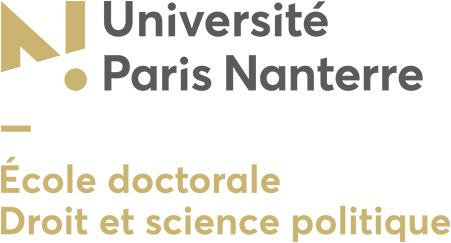 Université
Paris Nanterre
École doctorale
Droit et science politique